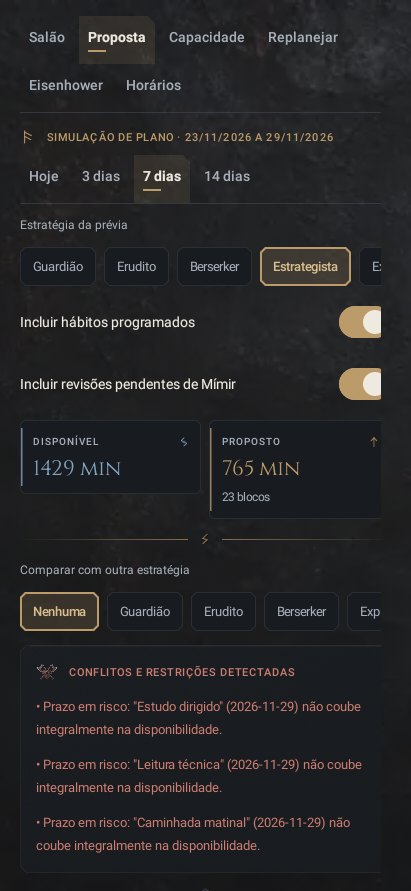 Salão Proposta Capacidade Replanejar
Eisenhower Horários
SIMULAÇÃO DE PLANO · 23/11/2026 A 29/11/2026
Hoje 3 dias 7 dias 14 dias
Estratégia da prévia
Guardião Erudito Berserker Estrategista Ex
Incluir hábitos programados
Incluir revisões pendentes de Mímir
DISPONÍVEL PROPOSTO
1429 MIN 765 MIN
23 blocos
Comparar com outra estratégia
Nenhuma Guardião Erudito Berserker Exp
CONFLITOS E RESTRIÇÕES DETECTADAS
• Prazo em risco: "Estudo dirigido" (2026-11-29) não coube
integralmente na disponibilidade.
• Prazo em risco: "Leitura técnica" (2026-11-29) não coube
integralmente na disponibilidade.
• Prazo em risco: "Caminhada matinal" (2026-11-29) não
coube integralmente na disponibilidade.